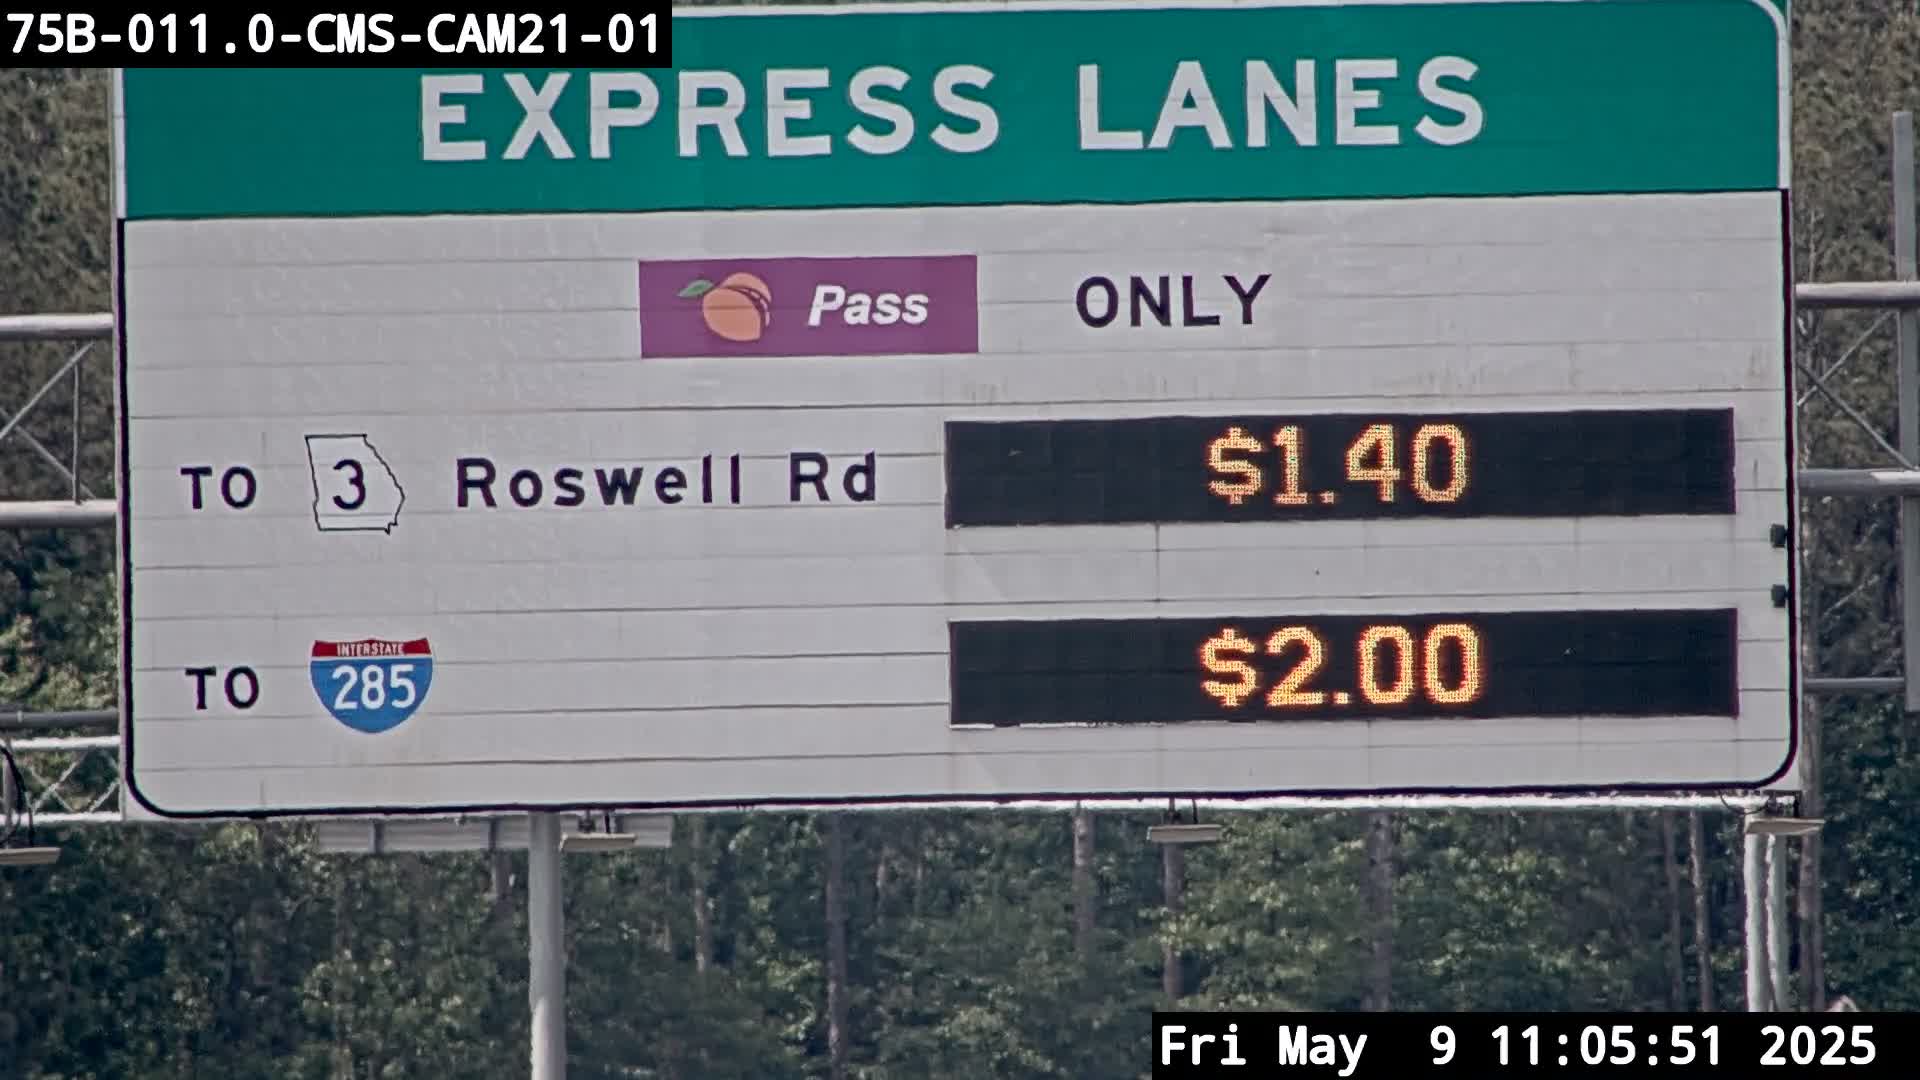 75B-011.0-CMS-CAM21-01
EXPRESS LANES
Pass ONLY
TO 3 Roswell Rd $1.40
INTERSTATE
TO 285 $2.00
Fri May 9 11:05:51 2025